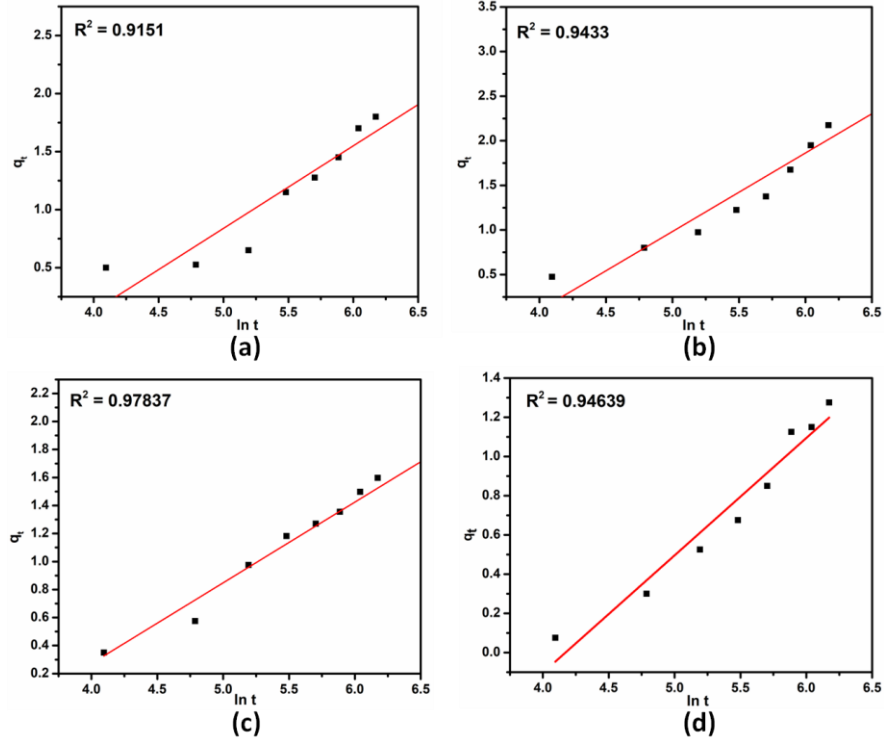 R² = 0.9151
2.5
2.0
1.5
1.0
0.5
qt
4.0 4.5 5.0 5.5 6.0 6.5
ln t
(a)
R² = 0.9433
3.5
3.0
2.5
2.0
1.5
1.0
0.5
qt
4.0 4.5 5.0 5.5 6.0 6.5
ln t
(b)
R² = 0.97837
2.2
2.0
1.8
1.6
1.4
1.2
1.0
0.8
0.6
0.4
0.2
qt
4.0 4.5 5.0 5.5 6.0 6.5
ln t
(c)
R² = 0.94639
1.4
1.2
1.0
0.8
0.6
0.4
0.2
0.0
qt
4.0 4.5 5.0 5.5 6.0 6.5
ln t
(d)